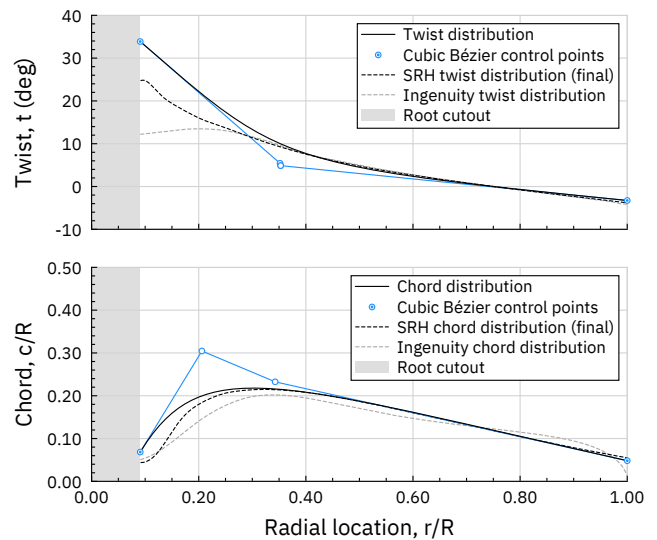 40
30
20
10
0
-10
Twist, t (deg)
Twist distribution
Cubic Bézier control points
SRH twist distribution (final)
Ingenuity twist distribution
Root cutout
0.50
0.40
0.30
0.20
0.10
0.00
Chord, c/R
Chord distribution
Cubic Bézier control points
SRH chord distribution (final)
Ingenuity chord distribution
Root cutout
0.00 0.20 0.40 0.60 0.80 1.00
Radial location, r/R